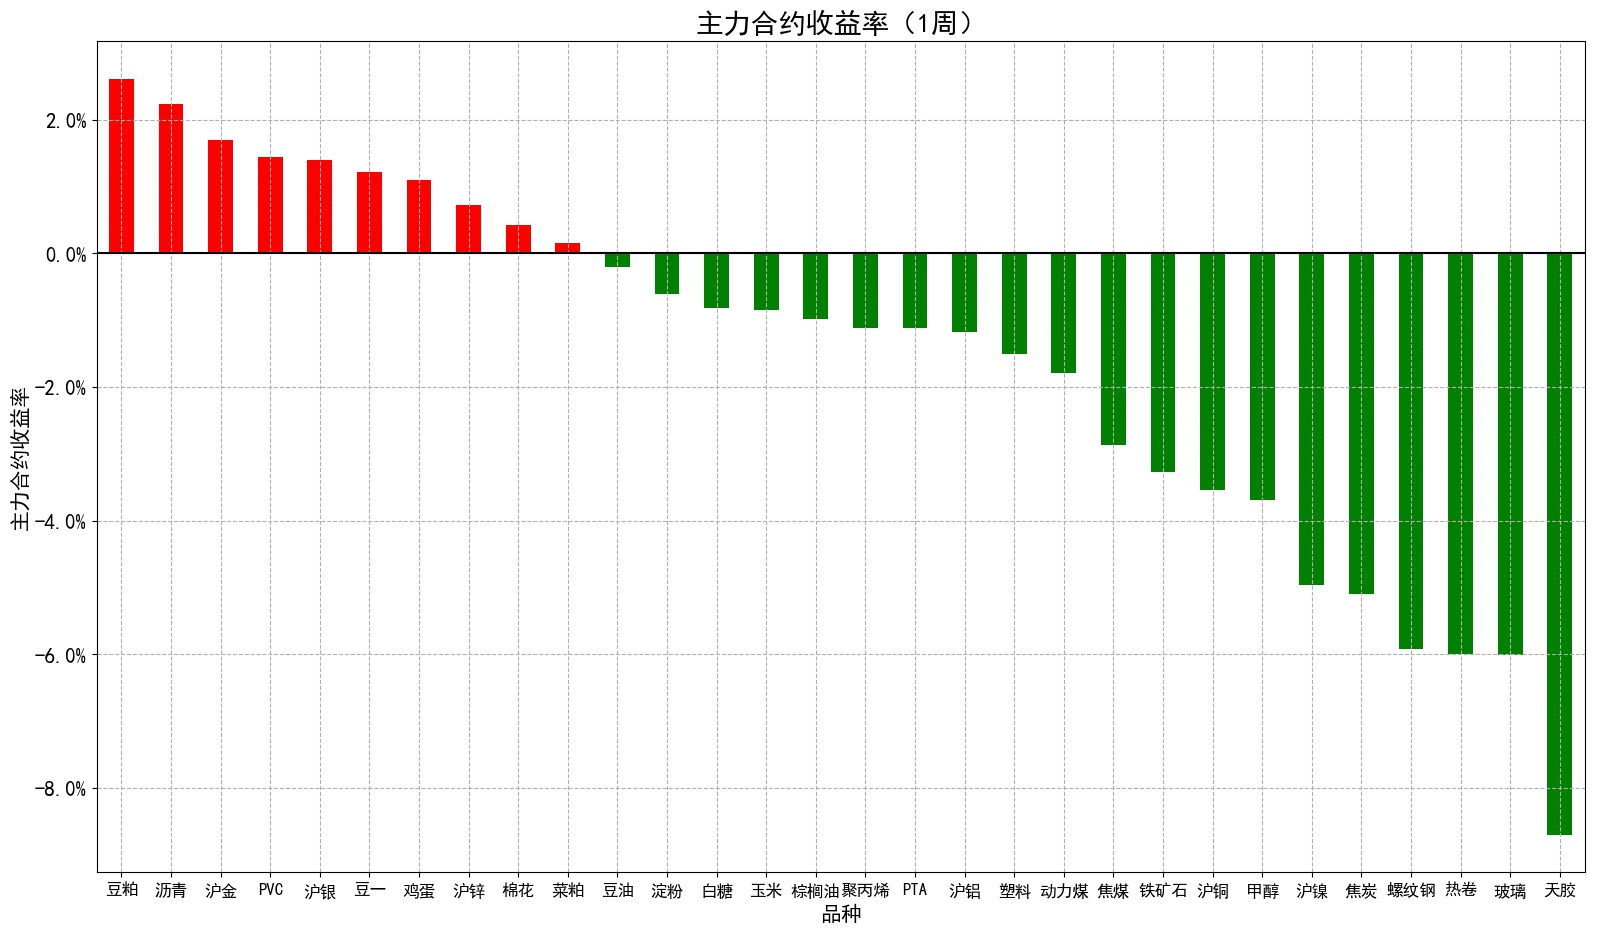 主力合约收益率（1周）
主力合约收益率
2.0%
0.0%
−2.0%
−4.0%
−6.0%
−8.0%
豆粕 沥青 沪金 PVC 沪银 豆一 鸡蛋 沪锌 棉花 菜粕 豆油 淀粉 白糖 玉米 棕榈油 聚丙烯 PTA 沪铝 塑料 动力煤 焦煤 铁矿石 沪铜 甲醇 沪镍 焦炭 螺纹钢 热卷 玻璃 天胶
品种